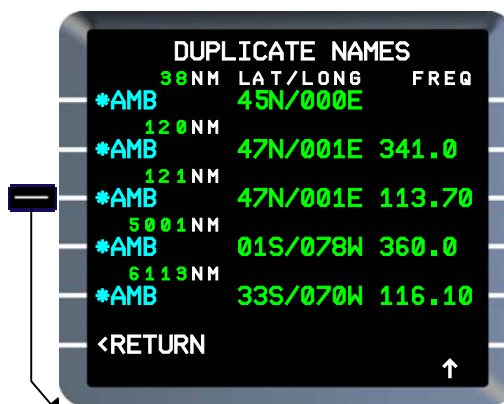 DUPLICATE NAMES
38NM LAT/LONG FREQ
*AMB 45N/000E
120NM
*AMB 47N/001E 341.0
121NM
*AMB 47N/001E 113.70
5001NM
*AMB 01S/078W 360.0
6113NM
*AMB 33S/070W 116.10
<RETURN
↑